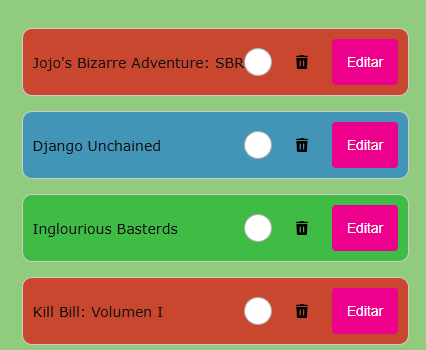 Jojo's Bizarre Adventure: SBR Editar
Django Unchained Editar
Inglourious Basterds Editar
Kill Bill: Volumen I Editar